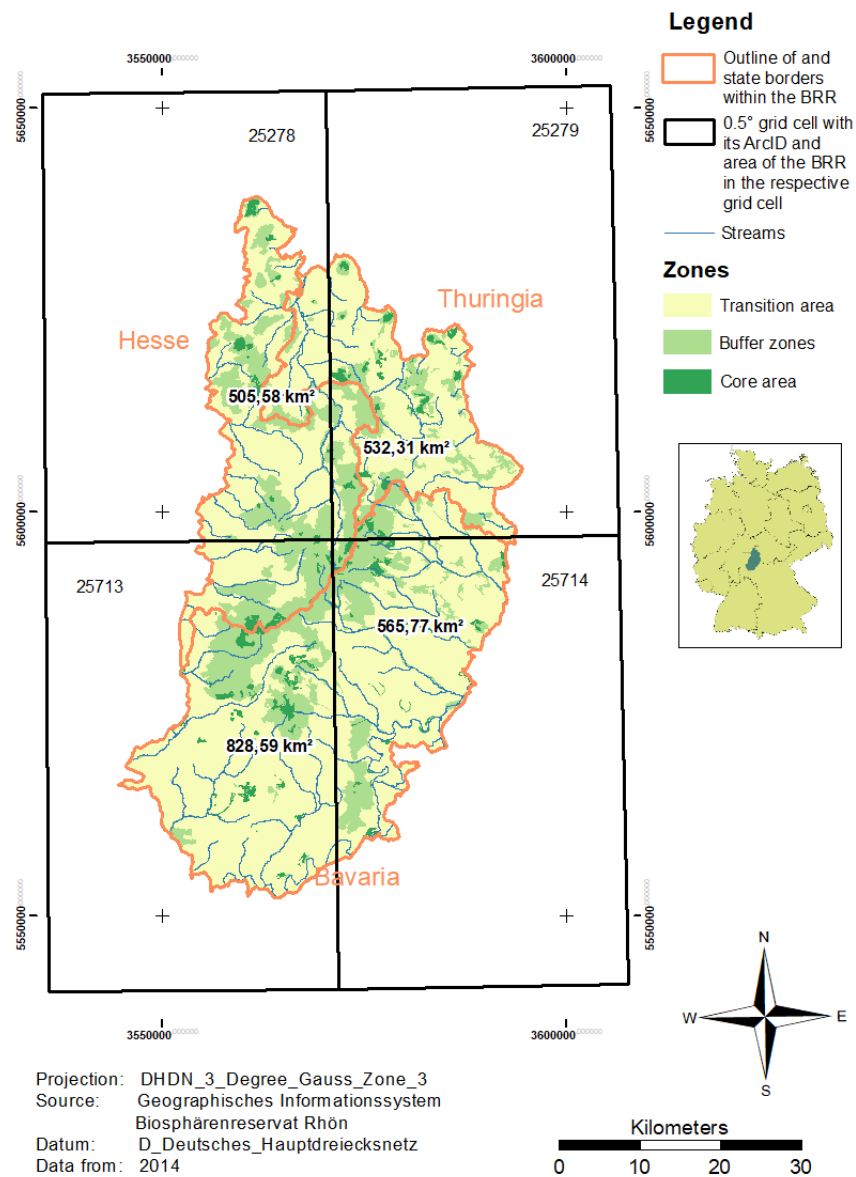 Legend
3550000
3600000
Outline of and
state borders
within the BRR
5650000
5650000
0.5° grid cell with
its ArcID and
area of the BRR
in the respective
grid cell
25278
25279
Streams
Zones
Transition area
Buffer zones
Core area
Hesse
Thuringia
505,58 km²
532,31 km²
5600000
5600000
25713
25714
565,77 km²
828,59 km²
Bavaria
5550000
5550000
N
W
E
S
3550000
3600000
Projection: DHDN_3_Degree_Gauss_Zone_3
Source: Geographisches Informationssystem
Biosphärenreservat Rhön
Datum: D_Deutsches_Hauptdreiecksnetz
Data from: 2014
Kilometers
0 10 20 30